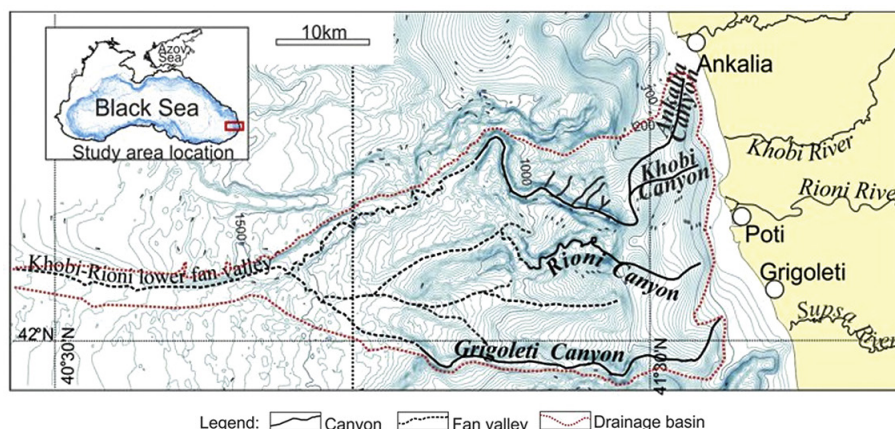 10km
Azov
Sea
Black Sea
Study area location
Ankalia
Ankalia
Canyon
100
200
Khobi
Canyon
Khobi River
1000
Rioni River
Poti
1500
Khobi-Rioni lower fan valley
Rioni Canyon
Grigoleti
Supsa
River
42°N
40°30
Grigoleti Canyon
41°30
Legend: Canyon Fan valley Drainage basin